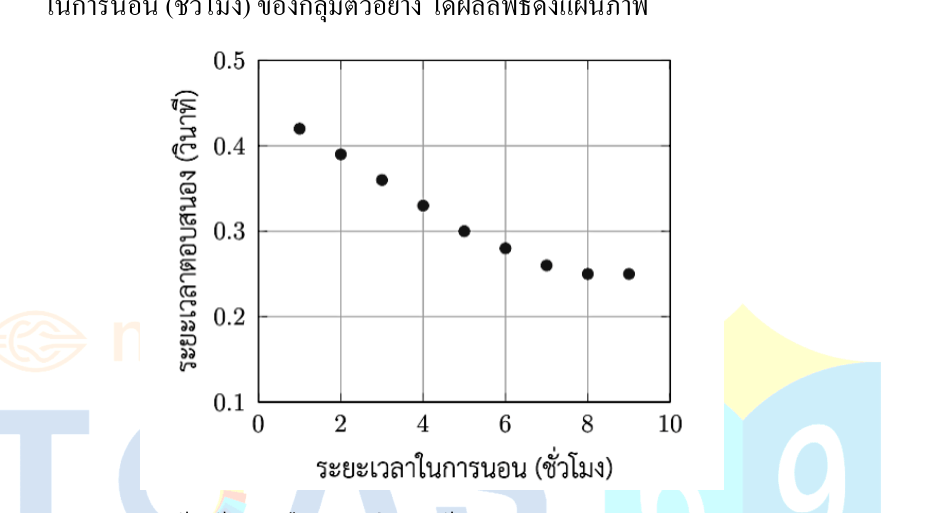 ในการนอน (ชั่วโมง) ของกลุ่มตัวอย่าง ได้ผลลัพธ์ดังแผนภาพ
0.5
0.4
0.3
0.2
0.1
ระยะเวลาตอบสนอง (วินาที)
0 2 4 6 8 10
ระยะเวลาในการนอน (ชั่วโมง)
9